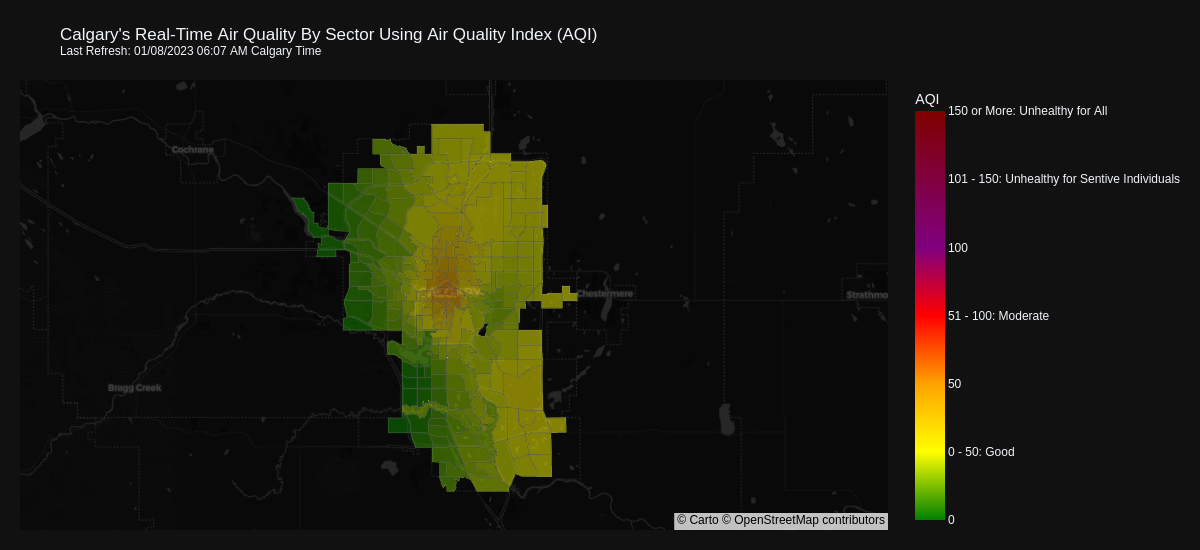 Calgary's Real-Time Air Quality By Sector Using Air Quality Index (AQI)
Last Refresh: 01/08/2023 06:07 AM Calgary Time
AQI
150 or More: Unhealthy for All
101 - 150: Unhealthy for Sentive Individuals
100
51 - 100: Moderate
50
0 - 50: Good
0
Cochrane
Chestermere
Strathmo
Bragg Creek
© Carto © OpenStreetMap contributors